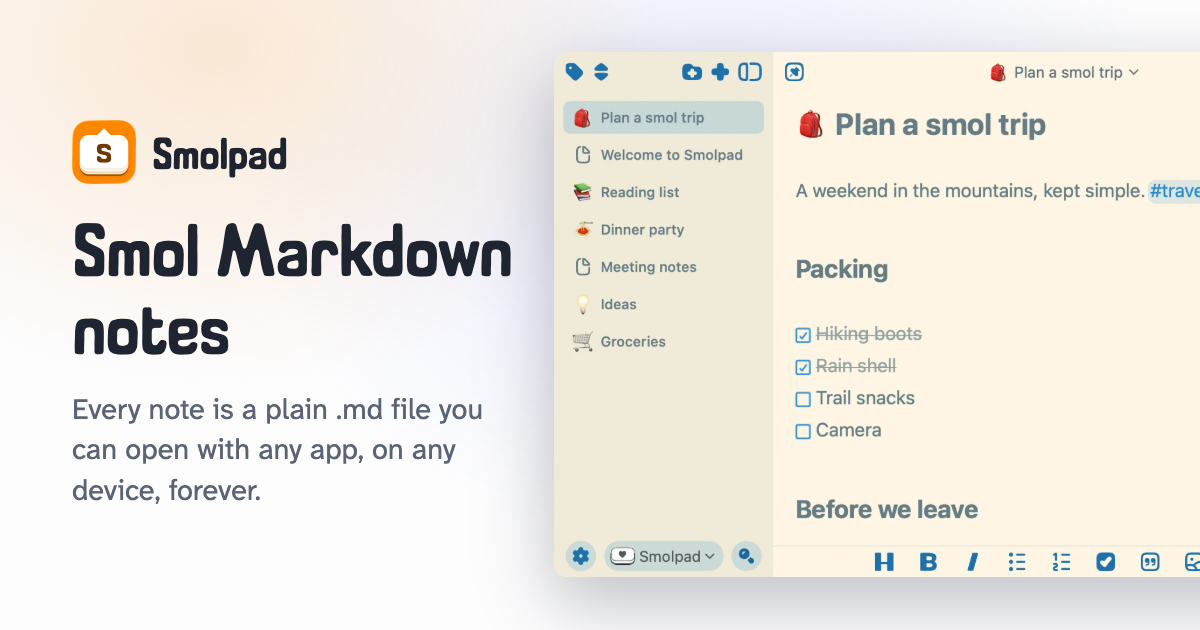 S
Smolpad
Smol Markdown
notes
Every note is a plain .md file you
can open with any app, on any
device, forever.
Plan a smol trip
Welcome to Smolpad
Reading list
Dinner party
Meeting notes
Ideas
Groceries
Smolpad
Plan a smol trip
Plan a smol trip
A weekend in the mountains, kept simple. #trave
Packing
Hiking boots
Rain shell
Trail snacks
Camera
Before we leave
H B I